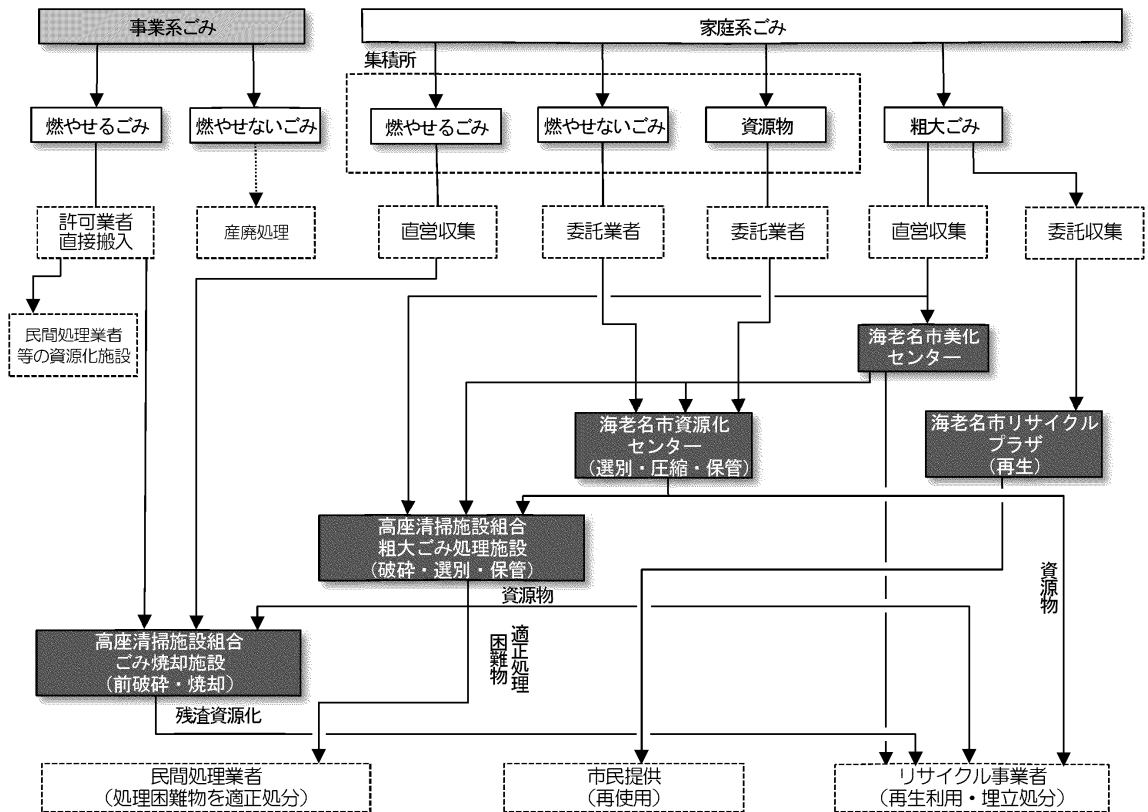 事業系ごみ
家庭系ごみ
集積所
燃やせるごみ
燃やせないごみ
燃やせるごみ
燃やせないごみ
資源物
粗大ごみ
許可業者
直接搬入
産廃処理
直営収集
委託業者
委託業者
直営収集
委託収集
民間処理業者
等の資源化施設
海老名市美化
センター
海老名市資源化
センター
(選別・圧縮・保管)
海老名市リサイクル
プラザ
(再生)
高座清掃施設組合
粗大ごみ処理施設
(破砕・選別・保管)
資源物
資源物
高座清掃施設組合
ごみ焼却施設
(前破砕・焼却)
適正処理
困難物
残渣資源化
民間処理業者
(処理困難物を適正処分)
市民提供
(再使用)
リサイクル事業者
(再生利用・埋立処分)